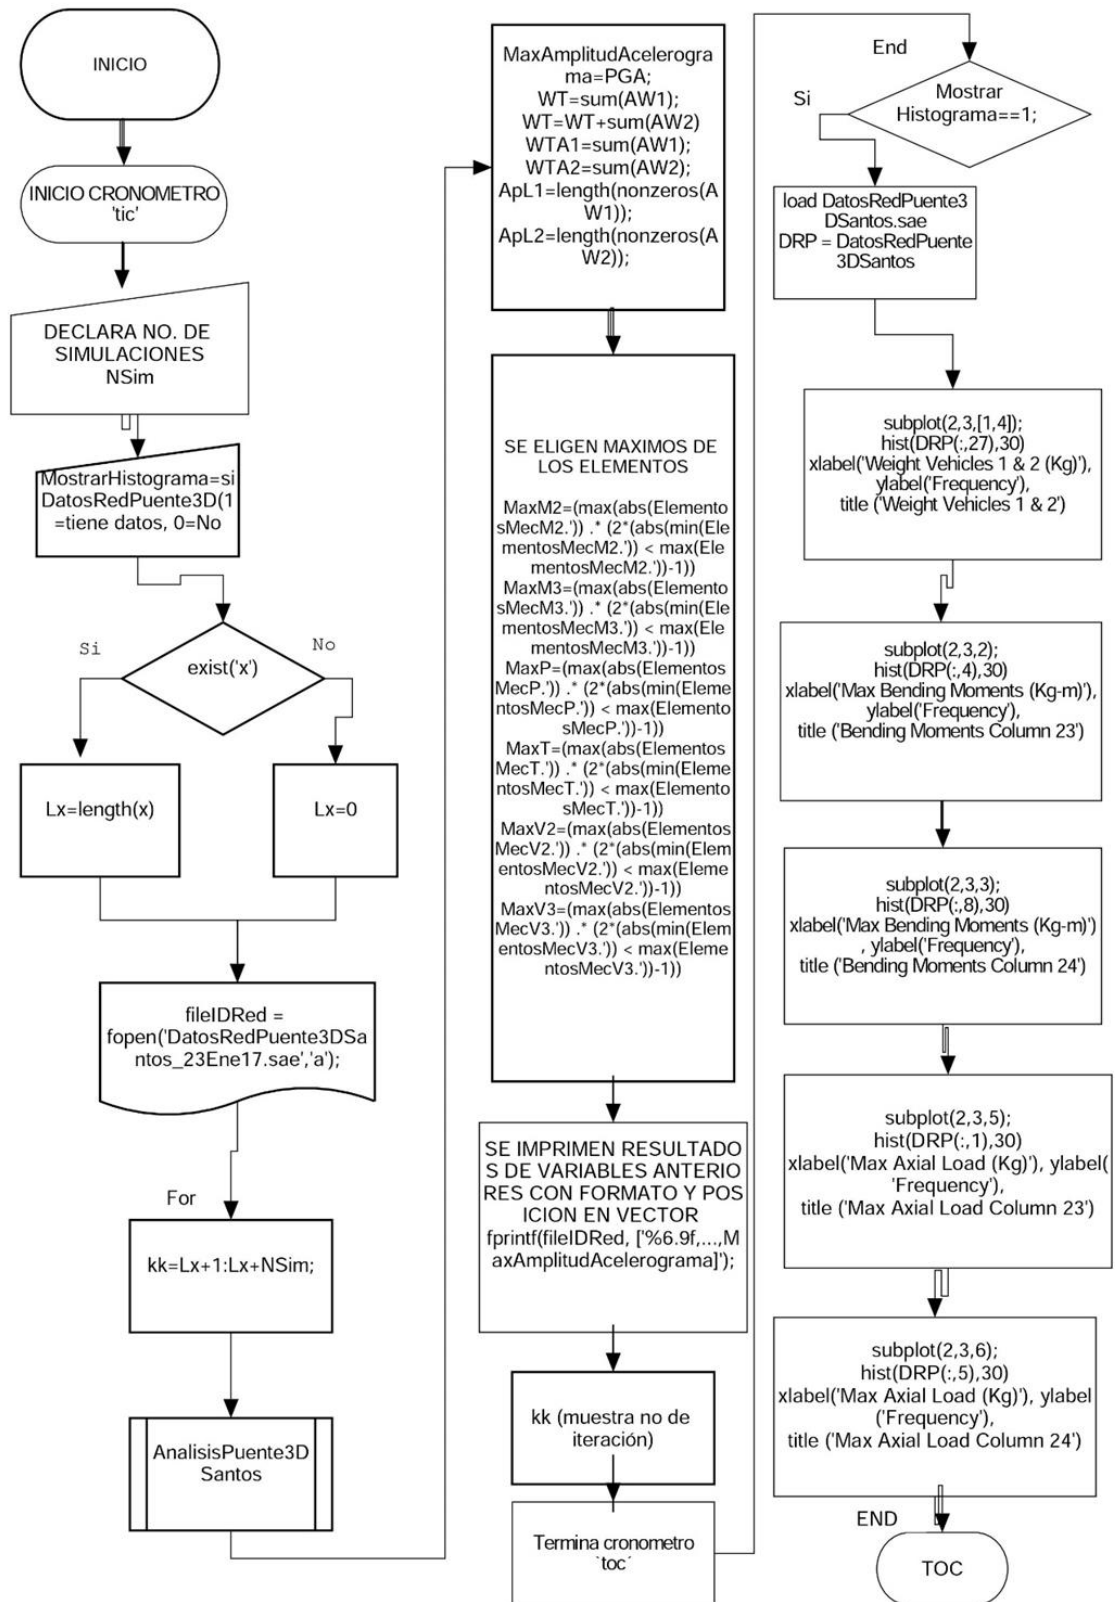 INICIO
INICIO CRONOMETRO
'tic'
DECLARA NO. DE
SIMULACIONES
NSim
MostrarHistograma=si
DatosRedPuente3D(1
=tiene datos, 0=No
Si
No
exist('x')
Lx=length(x)
Lx=0
fileIDRed =
fopen('DatosRedPuente3DSa
ntos_23Ene17.sae','a');
For
kk=Lx+1:Lx+NSim;
AnalisisPuente3D
Santos
MaxAmplitudAcelerogra
ma=PGA;
WT=sum(AW1);
WT=WT+sum(AW2)
WTA1=sum(AW1);
WTA2=sum(AW2);
ApL1=length(nonzeros(A
W1));
ApL2=length(nonzeros(A
W2));
SE ELIGEN MAXIMOS DE
LOS ELEMENTOS
MaxM2=(max(abs(Elemento
sMecM2.')) .* (2*(abs(min(Ele
mentosMecM2.')) < max(Ele
mentosMecM2.'))-1))
MaxM3=(max(abs(Elemento
sMecM3.')) .* (2*(abs(min(Ele
mentosMecM3.')) < max(Ele
mentosMecM3.'))-1))
MaxP=(max(abs(Elementos
MecP.')) .* (2*(abs(min(Eleme
ntosMecP.')) < max(Elemento
sMecP.'))-1))
MaxT=(max(abs(Elementos
MecT.')) .* (2*(abs(min(Eleme
ntosMecT.')) < max(Elemento
sMecT.'))-1))
MaxV2=(max(abs(Elementos
MecV2.')) .* (2*(abs(min(Elem
entosMecV2.')) < max(Eleme
ntosMecV2.'))-1))
MaxV3=(max(abs(Elementos
MecV3.')) .* (2*(abs(min(Elem
entosMecV3.')) < max(Eleme
ntosMecV3.'))-1))
SE IMPRIMEN RESULTADO
S DE VARIABLES ANTERIO
RES CON FORMATO Y POS
ICION EN VECTOR
fprintf(fileIDRed, ['%6.9f,...,M
axAmplitudAcelerograma]');
kk (muestra no de
iteración)
Termina cronometro
`toc´
End
Si
Mostrar
Histograma==1;
load DatosRedPuente3
DSantos.sae
DRP = DatosRedPuente
3DSantos
subplot(2,3,[1,4]);
hist(DRP(:,27),30)
xlabel('Weight Vehicles 1 & 2 (Kg)'),
ylabel('Frequency'),
title ('Weight Vehicles 1 & 2')
subplot(2,3,2);
hist(DRP(:,4),30)
xlabel('Max Bending Moments (Kg-m)'),
ylabel('Frequency'),
title ('Bending Moments Column 23')
subplot(2,3,3);
hist(DRP(:,8),30)
xlabel('Max Bending Moments (Kg-m)')
, ylabel('Frequency'),
title ('Bending Moments Column 24')
subplot(2,3,5);
hist(DRP(:,1),30)
xlabel('Max Axial Load (Kg)'), ylabel(
'Frequency'),
title ('Max Axial Load Column 23')
subplot(2,3,6);
hist(DRP(:,5),30)
xlabel('Max Axial Load (Kg)'), ylabel
('Frequency'),
title ('Max Axial Load Column 24')
END
TOC